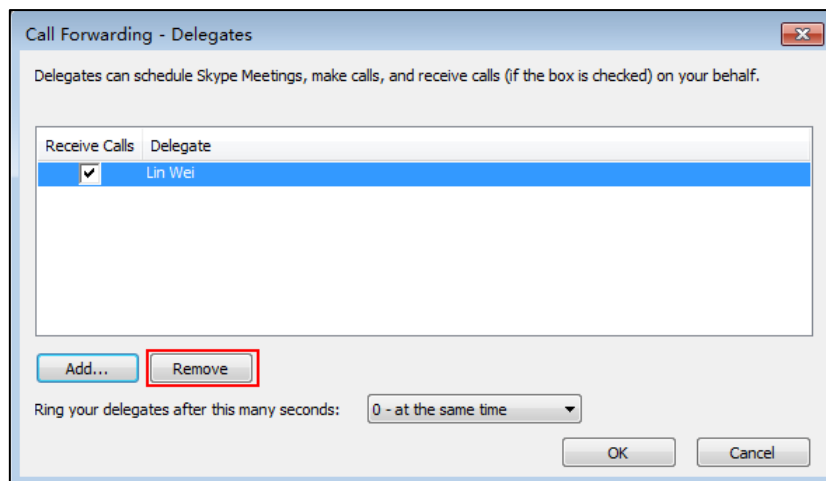 Call Forwarding - Delegates
Delegates can schedule Skype Meetings, make calls, and receive calls (if the box is checked) on your behalf.
Receive Calls Delegate
Lin Wei
Add... Remove
Ring your delegates after this many seconds: 0 - at the same time
OK Cancel